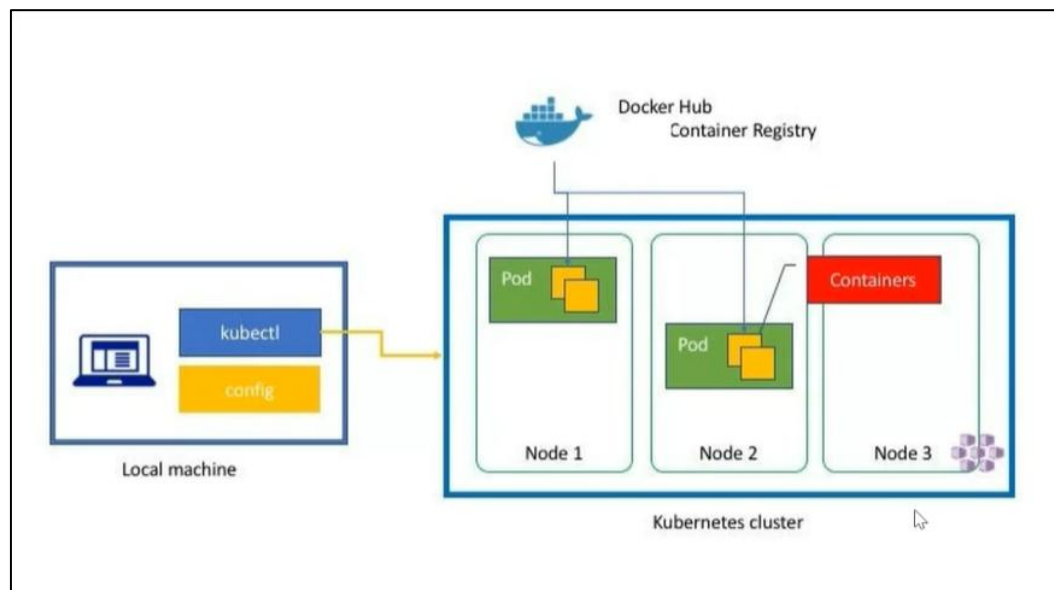 Docker Hub
Container Registry
kubectl
config
Local machine
Pod
Pod
Containers
Node 1
Node 2
Node 3
Kubernetes cluster